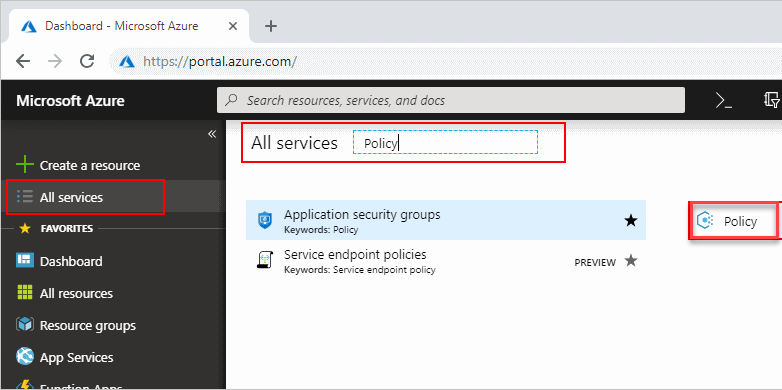 Dashboard - Microsoft Azure
https://portal.azure.com/
Microsoft Azure
Search resources, services, and docs
All services
Policy
Create a resource
All services
FAVORITES
Dashboard
All resources
Resource groups
App Services
Function Apps
Application security groups
Keywords: Policy
Service endpoint policies
Keywords: Service endpoint policy
PREVIEW
Policy